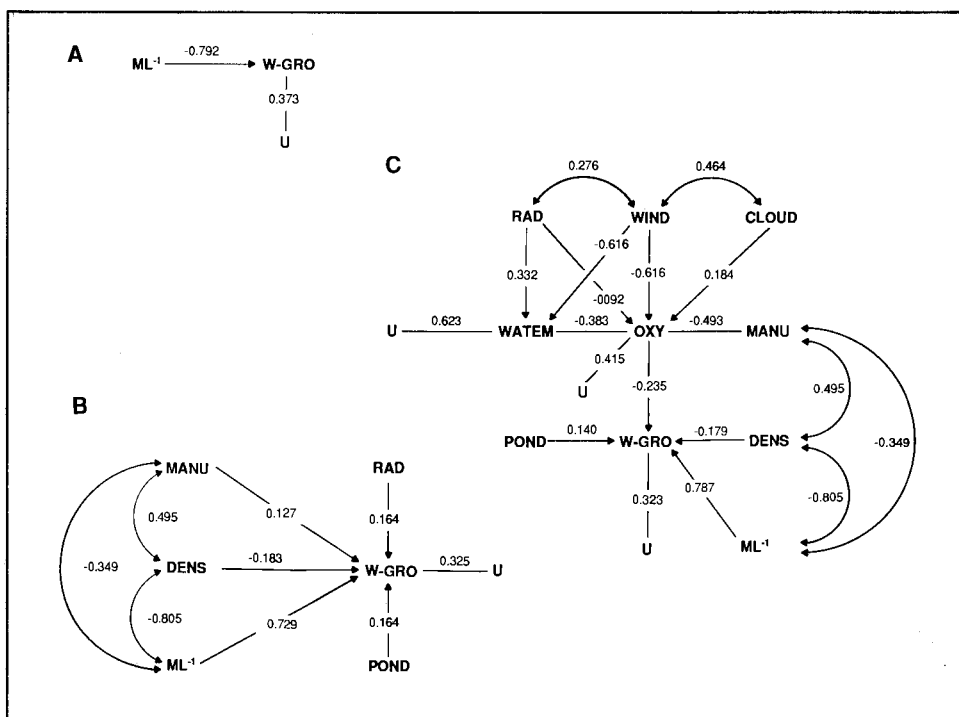 A
ML⁻¹ -0.792 W-GRO
0.373
U
C
0.276 0.464
RAD WIND CLOUD
-0.616
0.332 -0.616 0.184
-0092
U 0.623 WATEM -0.383 OXY -0.493 MANU
0.415
U
-0.235 0.495
POND 0.140 W-GRO -0.179 DENS -0.349
0.323 0.787 -0.805
U ML⁻¹
B
MANU RAD
0.127
0.495 0.164
-0.349 DENS -0.183 W-GRO 0.325 U
-0.805 0.729 0.164
ML⁻¹ POND